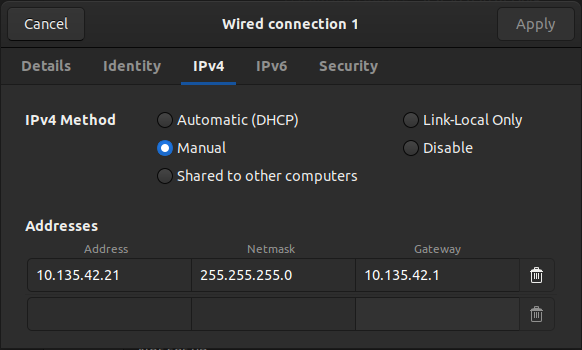 Cancel Wired connection 1 Apply
Details Identity IPv4 IPv6 Security
IPv4 Method Automatic (DHCP) Link-Local Only
Manual Disable
Shared to other computers
Addresses
Address Netmask Gateway
10.135.42.21 255.255.255.0 10.135.42.1